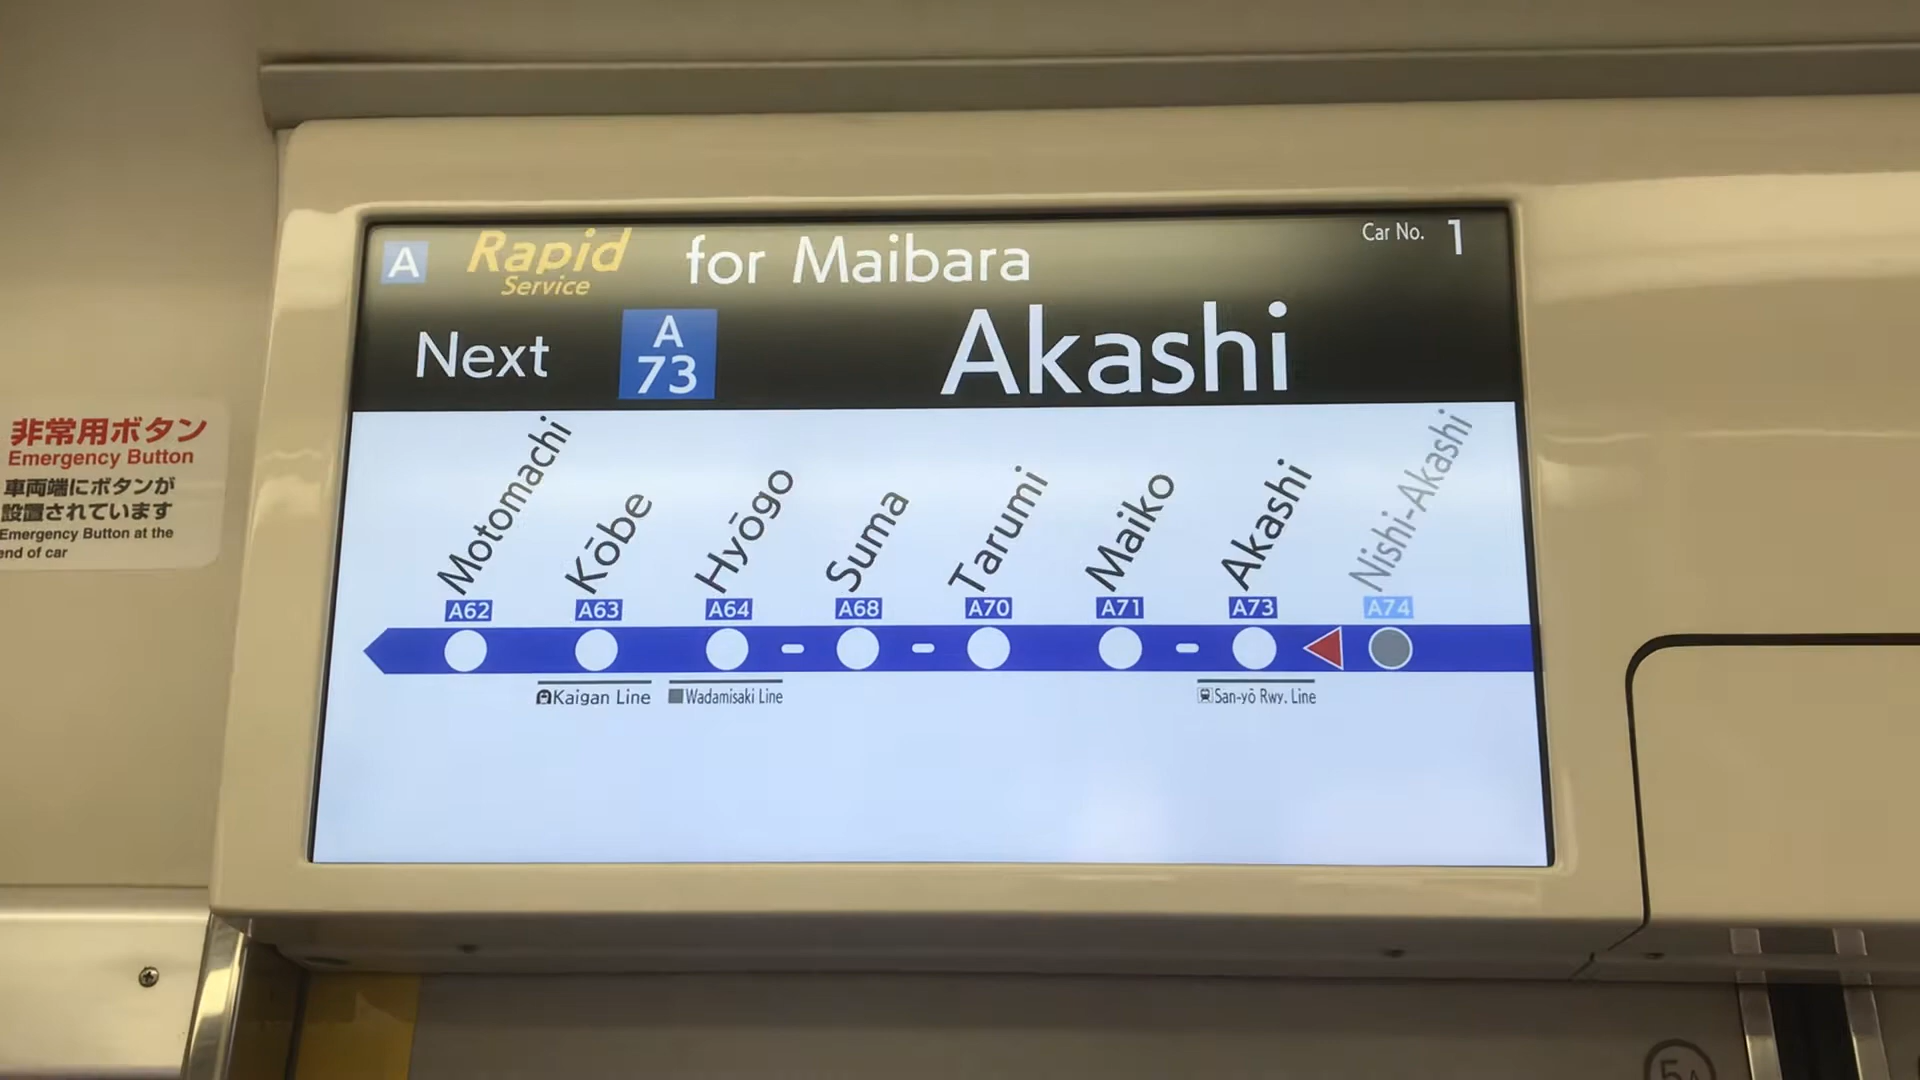 A Rapid Service for Maibara Car No. 1
Next A 73 Akashi
Motomachi Kōbe Hyōgo Suma Tarumi Maiko Akashi Nishi-Akashi
A62 A63 A64 A68 A70 A71 A73 A74
Kaigan Line Wadamisaki Line San-yō Rwy. Line
非常用ボタン
Emergency Button
車両端にボタンが
設置されています
Emergency Button at the
end of car